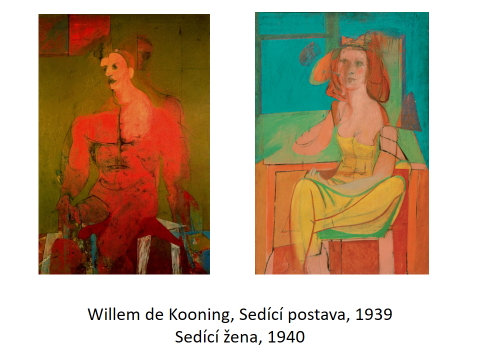 Willem de Kooning, Sedící postava, 1939
Sedící žena, 1940